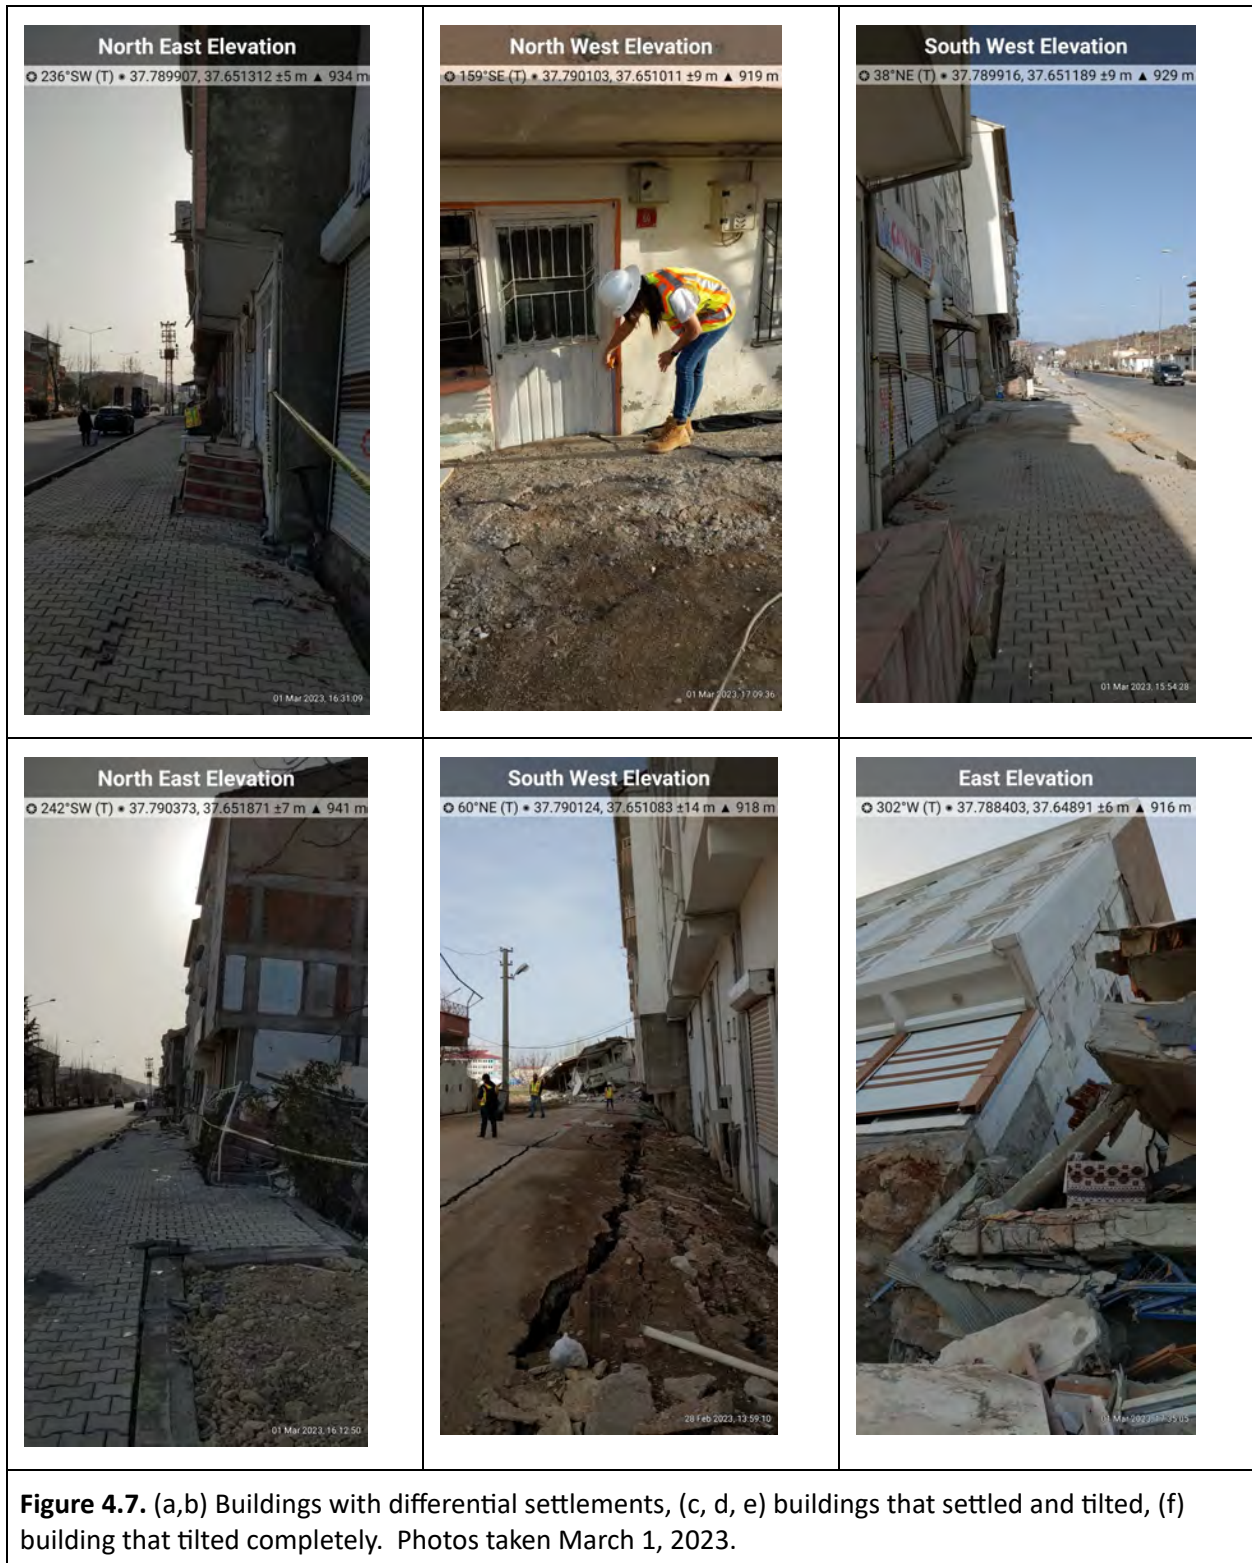 North East Elevation
236°SW (T) ● 37.789907, 37.651312 ±5 m ▲ 934 m
01 Mar 2023, 16:31:09
North West Elevation
159°SE (T) ● 37.790103, 37.651011 ±9 m ▲ 919 m
01 Mar 2023, 17:09:36
South West Elevation
38°NE (T) ● 37.789916, 37.651189 ±9 m ▲ 929 m
01 Mar 2023, 15:54:28
North East Elevation
242°SW (T) ● 37.790373, 37.651871 ±7 m ▲ 941 m
01 Mar 2023, 16:12:50
South West Elevation
60°NE (T) ● 37.790124, 37.651083 ±14 m ▲ 918 m
28 Feb 2023, 13:59:10
East Elevation
302°W (T) ● 37.788403, 37.64891 ±6 m ▲ 916 m
01 Mar 2023, 17:35:05
Figure 4.7. (a,b) Buildings with differential settlements, (c, d, e) buildings that settled and tilted, (f)
building that tilted completely. Photos taken March 1, 2023.